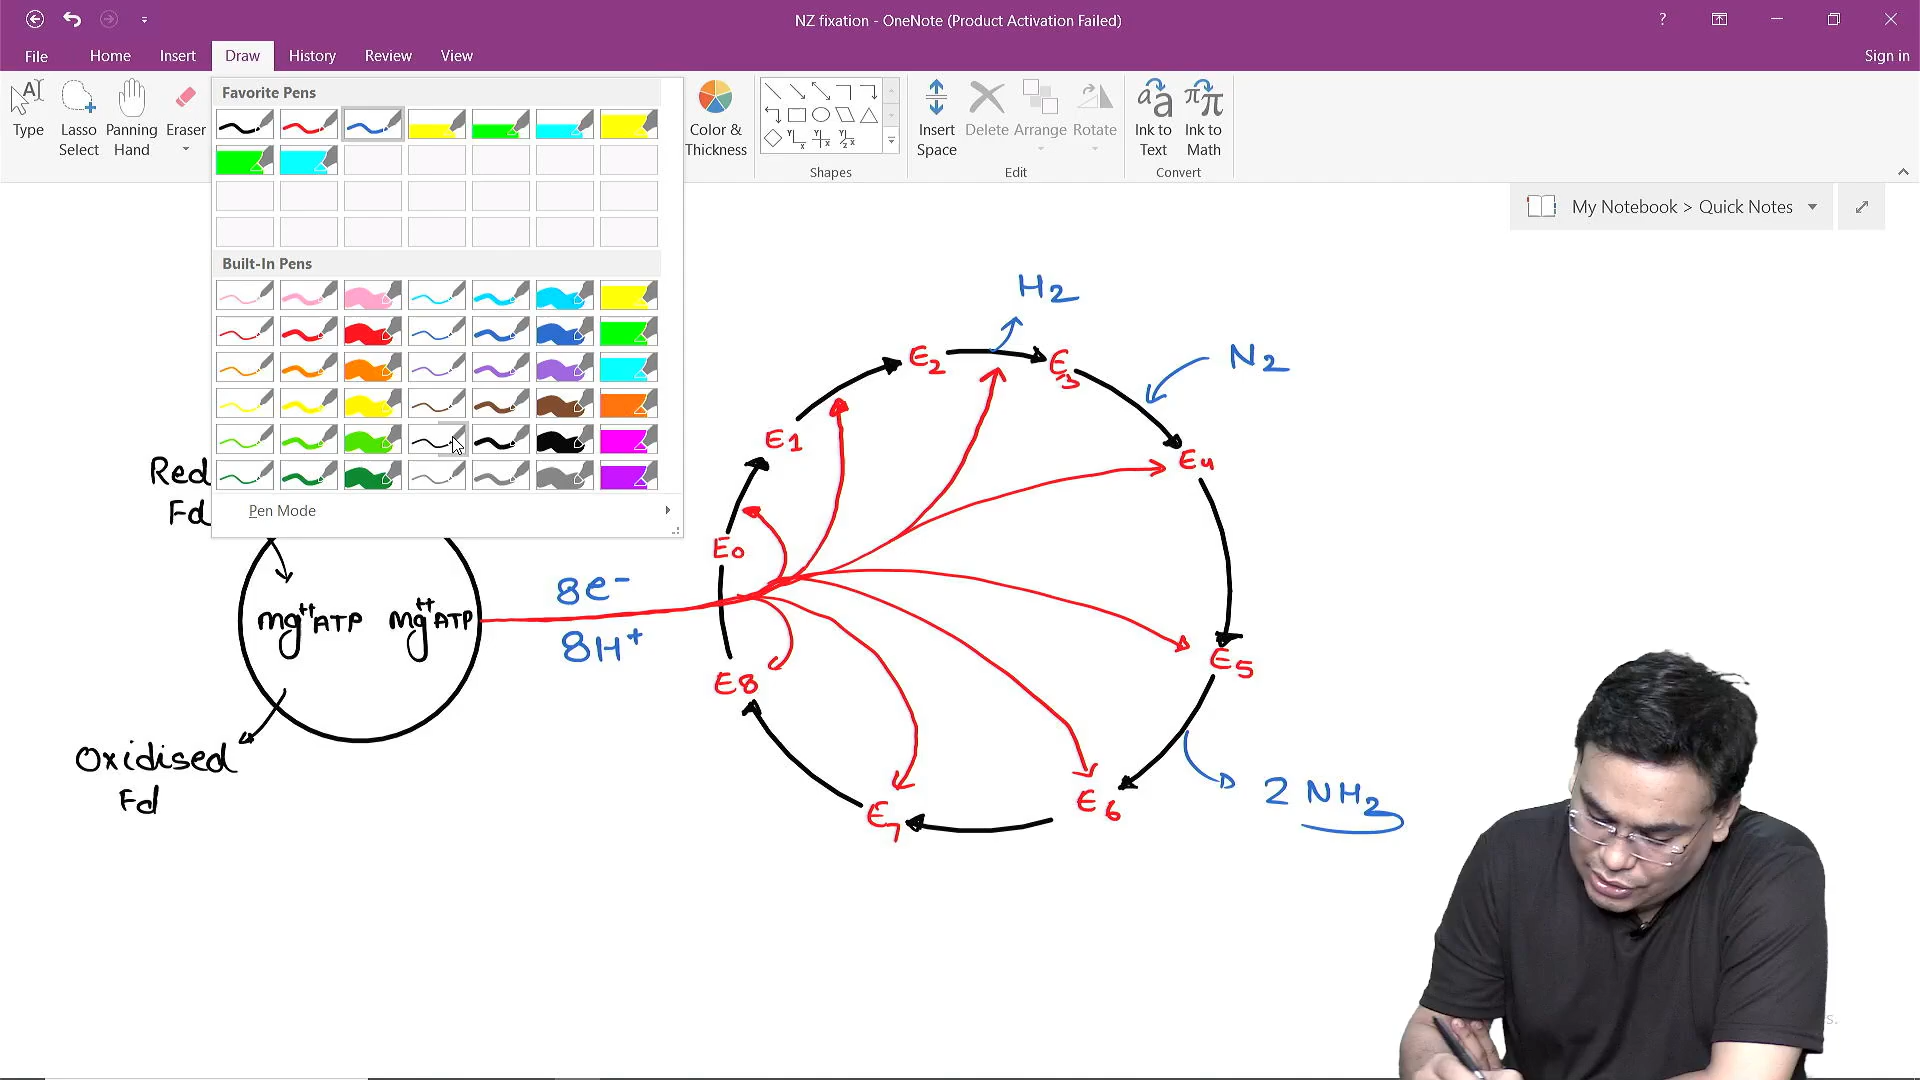 NZ fixation - OneNote (Product Activation Failed)
?
File Home Insert Draw History Review View
Sign in
Type
Lasso Select
Panning Hand
Eraser
Color & Thickness
Shapes
Insert Space
Delete
Arrange
Rotate
Edit
Ink to Text
Ink to Math
Convert
Favorite Pens
Built-In Pens
Pen Mode
My Notebook > Quick Notes
H2
N2
E2
E3
E1
E4
Red
Fd
E0
8e-
mg++ATP mg++ATP
8H+
E5
E8
Oxidised
Fd
2 NH2
E6
E7
s.